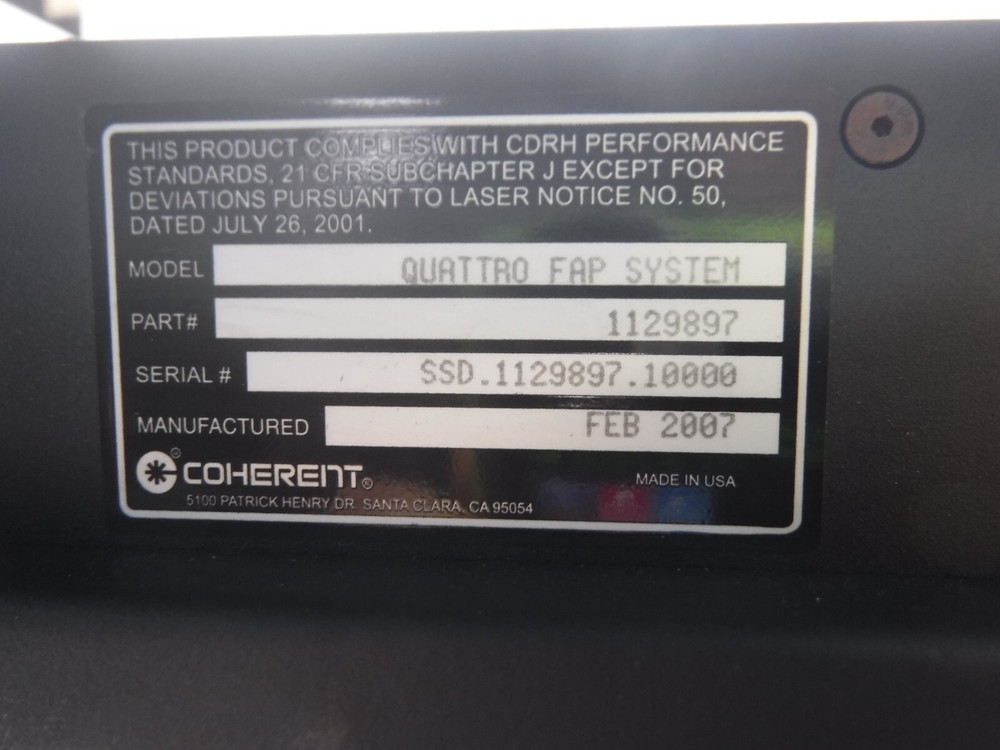 THIS PRODUCT COMPLIES WITH CDRH PERFORMANCE
STANDARDS, 21 CFR SUBCHAPTER J EXCEPT FOR
DEVIATIONS PURSUANT TO LASER NOTICE NO. 50,
DATED JULY 26, 2001.
MODEL QUATTRO FAP SYSTEM
PART# 1129897
SERIAL # SSD.1129897.10000
MANUFACTURED FEB 2007
COHERENT® MADE IN USA
5100 PATRICK HENRY DR. SANTA CLARA, CA 95054